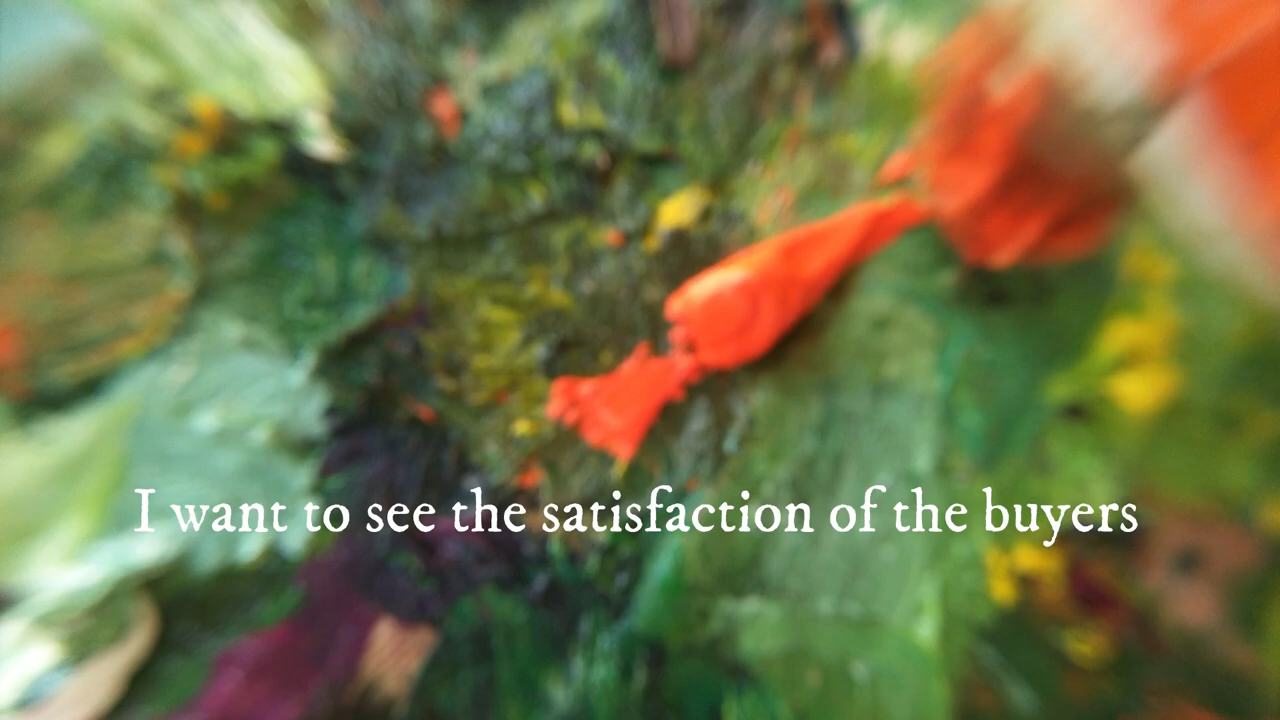 I want to see the satisfaction of the buyers